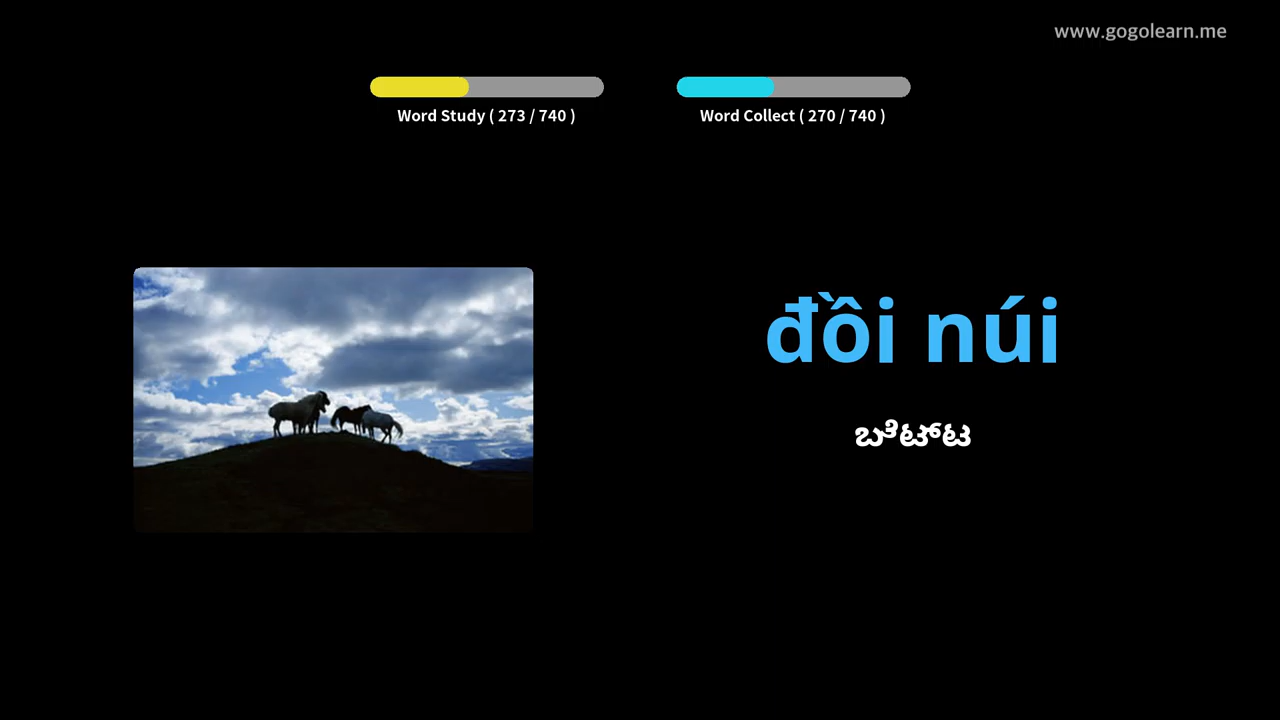 www.gogolearn.me
Word Study ( 273 / 740 )
Word Collect ( 270 / 740 )
đồi núi
ಬೆಟ್ಟ